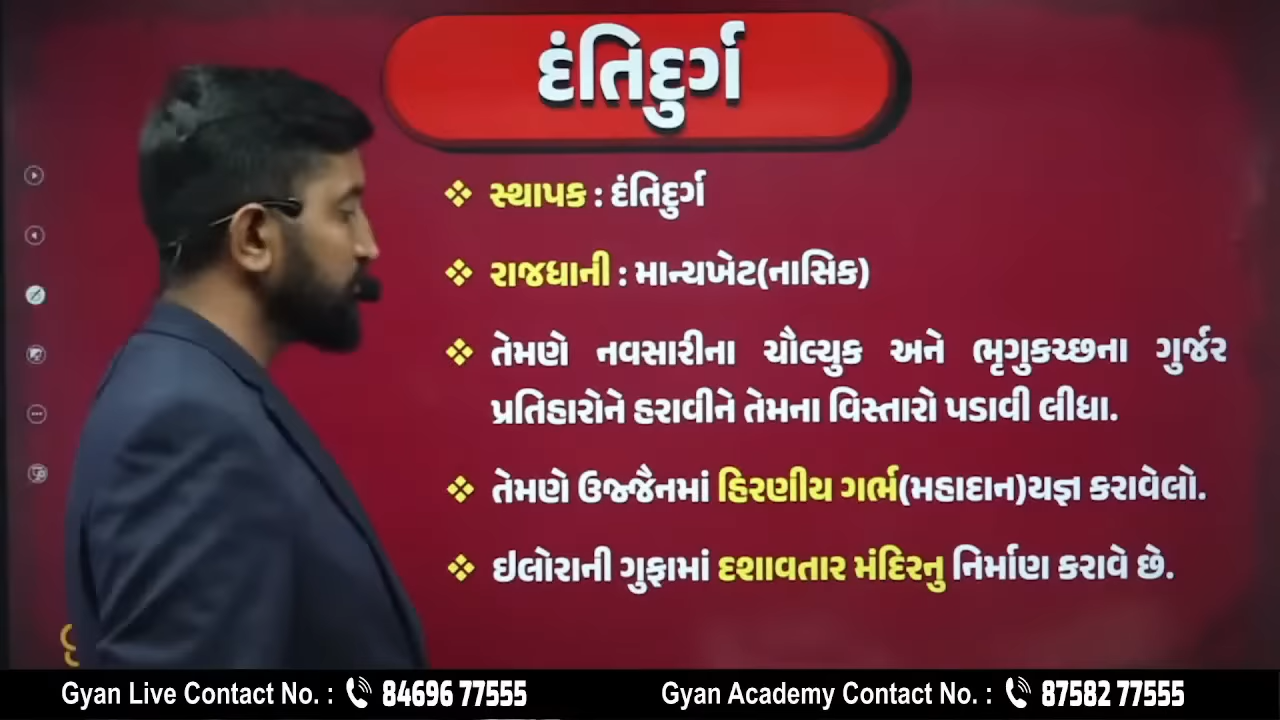 દંતિદુર્ગ
❖ સ્થાપક : દંતિદુર્ગ
❖ રાજધાની : માન્યખેટ(નાસિક)
❖ તેમણે નવસારીના ચૌલ્યુક અને ભૃગુકચ્છના ગુર્જર
પ્રતિહારોને હરાવીને તેમના વિસ્તારો પડાવી લીધા.
❖ તેમણે ઉજ્જૈનમાં હિરણીય ગર્ભ(મહાદાન)યજ્ઞ કરાવેલો.
❖ ઇલોરાની ગુફામાં દશાવતાર મંદિરનુ નિર્માણ કરાવે છે.
Gyan Live Contact No. : 84696 77555
Gyan Academy Contact No. : 87582 77555